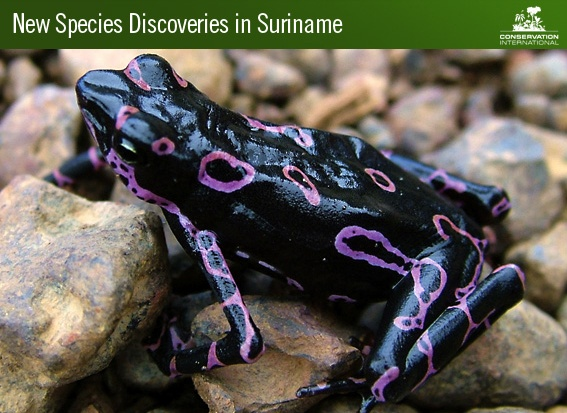 New Species Discoveries in Suriname
CONSERVATION
INTERNATIONAL